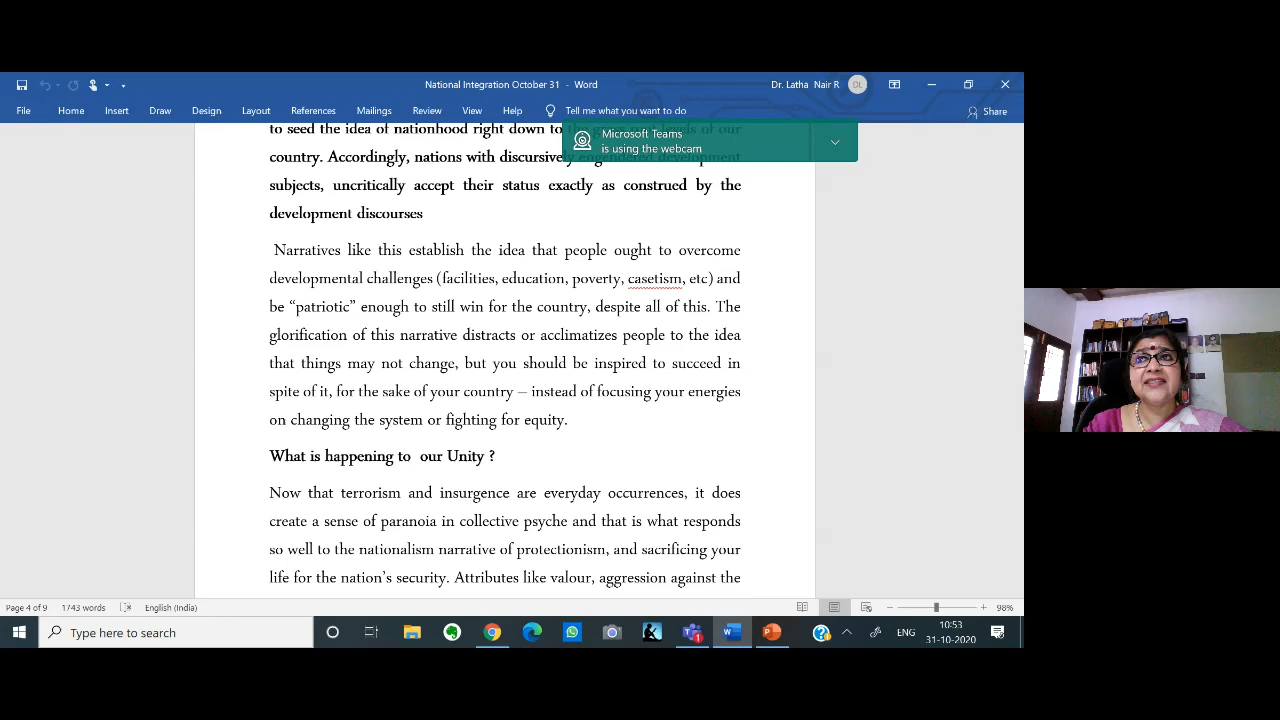 National Integration October 31 - Word
Dr. Latha Nair R
DL
File Home Insert Draw Design Layout References Mailings Review View Help Tell me what you want to do
Share
to seed the idea of nationhood right down to the levels of our
Microsoft Teams
is using the webcam
country. Accordingly, nations with discursively engendered development
subjects, uncritically accept their status exactly as construed by the
development discourses
Narratives like this establish the idea that people ought to overcome
developmental challenges (facilities, education, poverty, casetism, etc) and
be “patriotic” enough to still win for the country, despite all of this. The
glorification of this narrative distracts or acclimatizes people to the idea
that things may not change, but you should be inspired to succeed in
spite of it, for the sake of your country – instead of focusing your energies
on changing the system or fighting for equity.
What is happening to our Unity ?
Now that terrorism and insurgence are everyday occurrences, it does
create a sense of paranoia in collective psyche and that is what responds
so well to the nationalism narrative of protectionism, and sacrificing your
life for the nation’s security. Attributes like valour, aggression against the
Page 4 of 9 1743 words English (India)
98%
Type here to search
1
ENG
10:53
31-10-2020